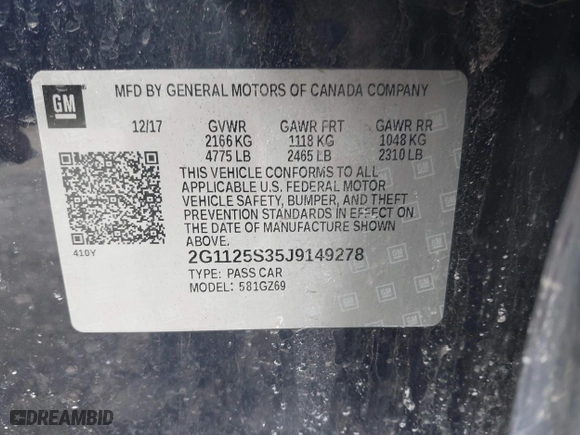 GM
MFD BY GENERAL MOTORS OF CANADA COMPANY
12/17 GVWR GAWR FRT GAWR RR
2166 KG 1118 KG 1048 KG
4775 LB 2465 LB 2310 LB
THIS VEHICLE CONFORMS TO ALL
APPLICABLE U.S. FEDERAL MOTOR
VEHICLE SAFETY, BUMPER, AND THEFT
PREVENTION STANDARDS IN EFFECT ON
THE DATE OF MANUFACTURE SHOWN
ABOVE.
410Y
2G1125S35J9149278
TYPE: PASS CAR
MODEL: 581GZ69
DREAMBID